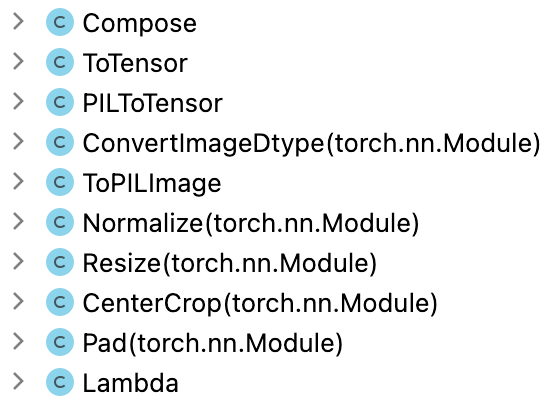 C Compose
C ToTensor
C PILToTensor
C ConvertImageDtype(torch.nn.Module)
C ToPILImage
C Normalize(torch.nn.Module)
C Resize(torch.nn.Module)
C CenterCrop(torch.nn.Module)
C Pad(torch.nn.Module)
C Lambda